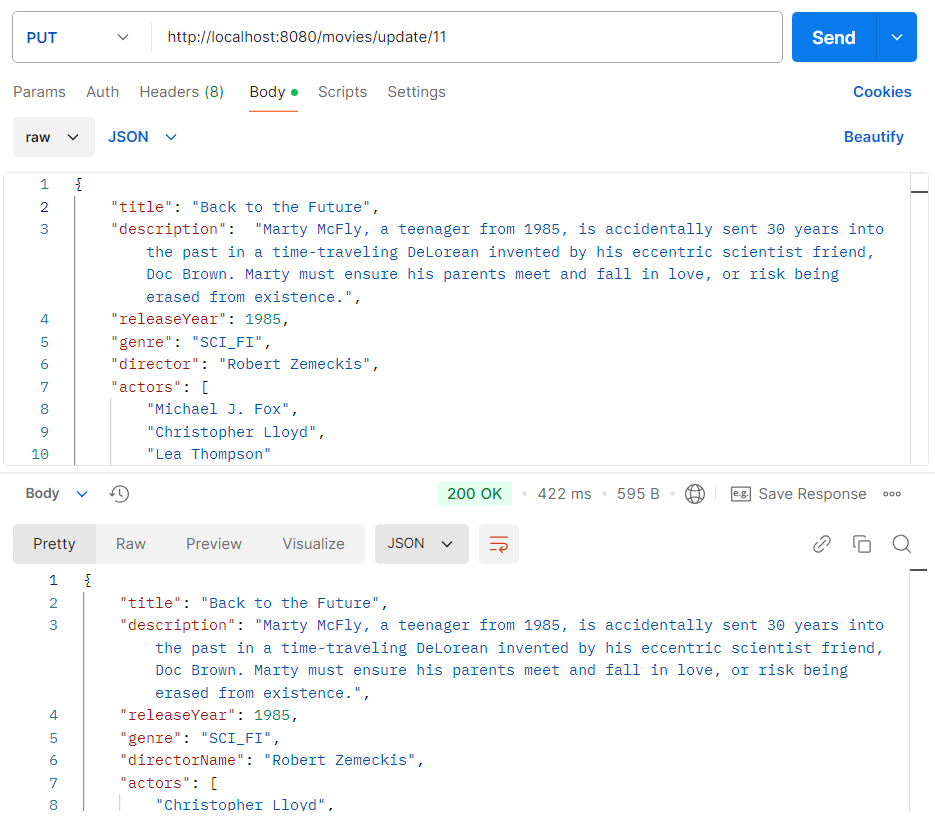 PUT http://localhost:8080/movies/update/11 Send
Params Auth Headers (8) Body Scripts Settings Cookies
raw JSON Beautify
1 {
2 "title": "Back to the Future",
3 "description":  "Marty McFly, a teenager from 1985, is accidentally sent 30 years into
the past in a time-traveling DeLorean invented by his eccentric scientist friend,
Doc Brown. Marty must ensure his parents meet and fall in love, or risk being
erased from existence.",
4 "releaseYear": 1985,
5 "genre": "SCI_FI",
6 "director": "Robert Zemeckis",
7 "actors": [
8 "Michael J. Fox",
9 "Christopher Lloyd",
10 "Lea Thompson"
Body 200 OK 422 ms 595 B e.g. Save Response
Pretty Raw Preview Visualize JSON
1 {
2 "title": "Back to the Future",
3 "description": "Marty McFly, a teenager from 1985, is accidentally sent 30 years into
the past in a time-traveling DeLorean invented by his eccentric scientist friend,
Doc Brown. Marty must ensure his parents meet and fall in love, or risk being
erased from existence.",
4 "releaseYear": 1985,
5 "genre": "SCI_FI",
6 "directorName": "Robert Zemeckis",
7 "actors": [
8 "Christopher Lloyd",